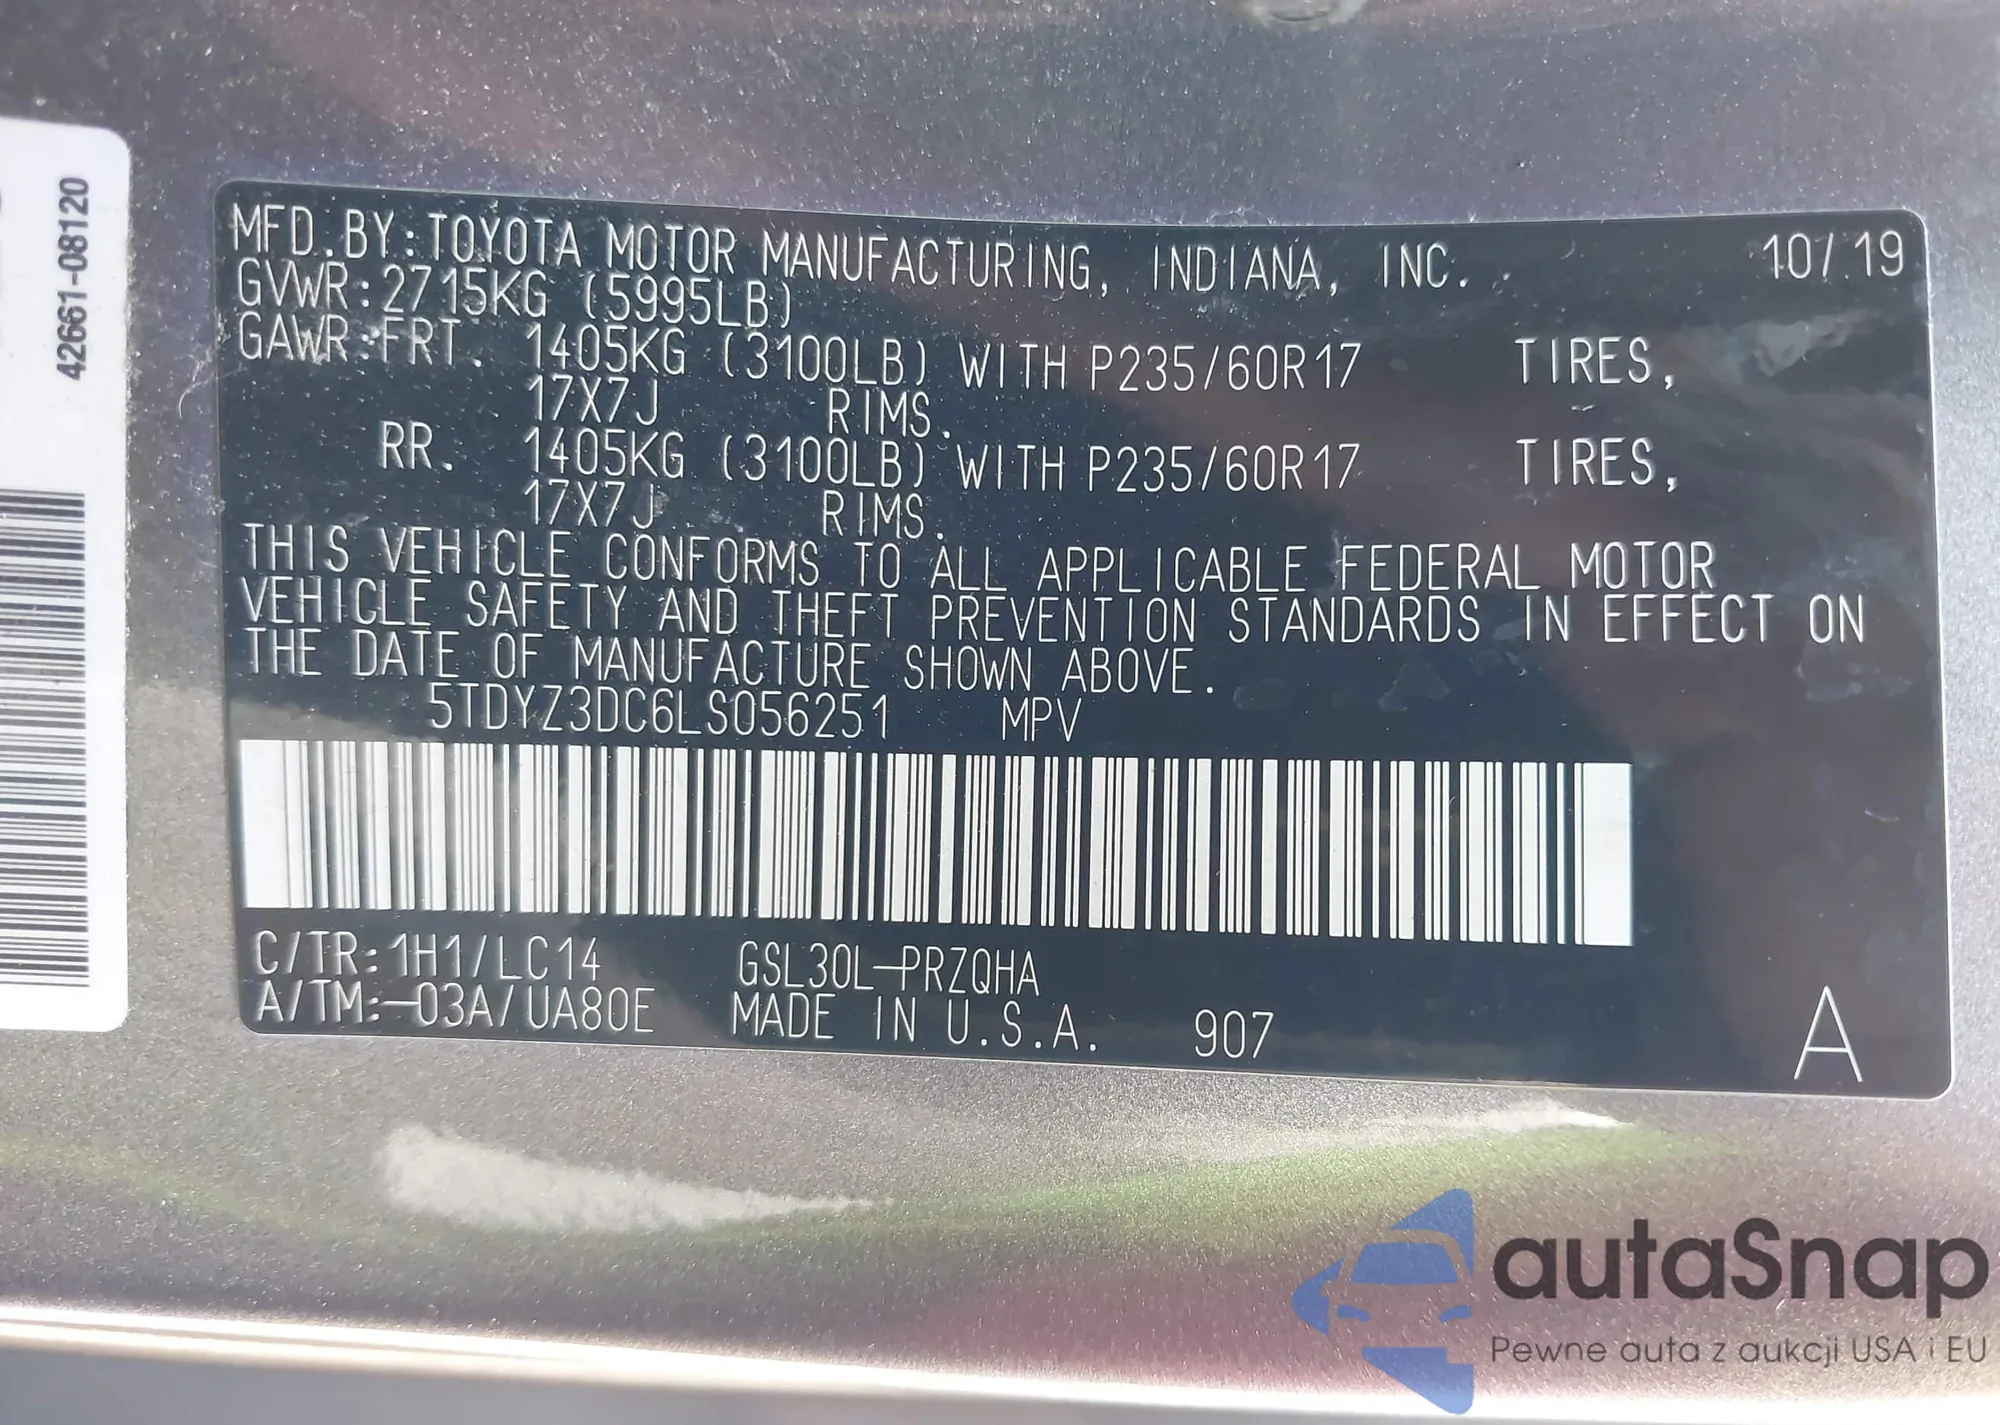 42661-08120
MFD.BY:TOYOTA MOTOR MANUFACTURING, INDIANA, INC. 10/19
GVWR:2715KG (5995LB)
GAWR:FRT. 1405KG (3100LB) WITH P235/60R17 TIRES,
17X7J RIMS.
RR. 1405KG (3100LB) WITH P235/60R17 TIRES,
17X7J RIMS.
THIS VEHICLE CONFORMS TO ALL APPLICABLE FEDERAL MOTOR
VEHICLE SAFETY AND THEFT PREVENTION STANDARDS IN EFFECT ON
THE DATE OF MANUFACTURE SHOWN ABOVE.
5TDYZ3DC6LS056251 MPV
C/TR:1H1/LC14 GSL30L-PRZQHA
A/TM:-03A/UA80E MADE IN U.S.A. 907 A
autaSnap
Pewne auta z aukcji USA i EU